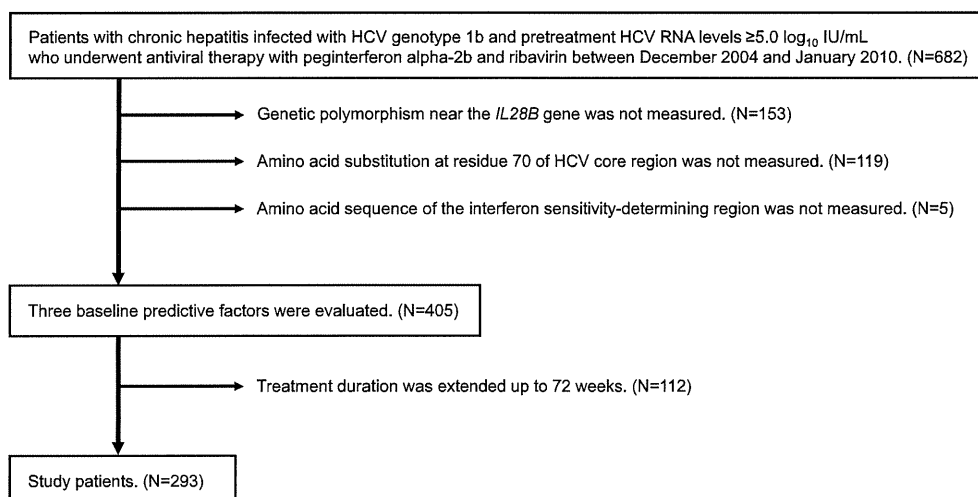 Patients with chronic hepatitis infected with HCV genotype 1b and pretreatment HCV RNA levels ≥5.0 log₁₀ IU/mL
who underwent antiviral therapy with peginterferon alpha-2b and ribavirin between December 2004 and January 2010. (N=682)
Genetic polymorphism near the IL28B gene was not measured. (N=153)
Amino acid substitution at residue 70 of HCV core region was not measured. (N=119)
Amino acid sequence of the interferon sensitivity-determining region was not measured. (N=5)
Three baseline predictive factors were evaluated. (N=405)
Treatment duration was extended up to 72 weeks. (N=112)
Study patients. (N=293)